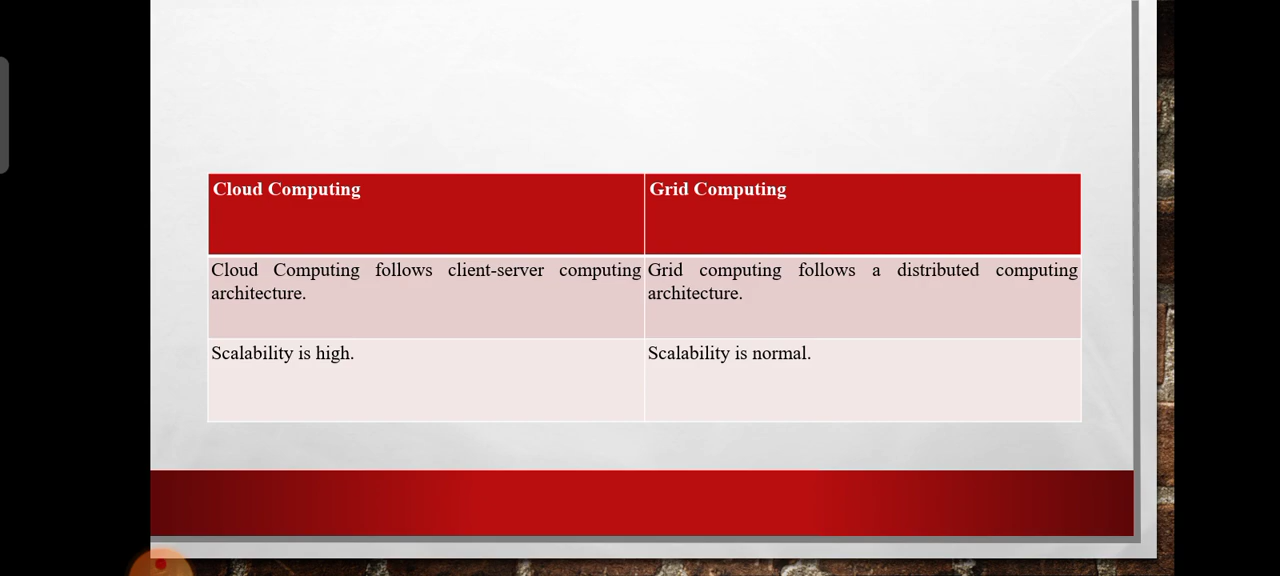 Cloud Computing
Grid Computing
Cloud Computing follows client-server computing
architecture.
Grid computing follows a distributed computing
architecture.
Scalability is high.
Scalability is normal.